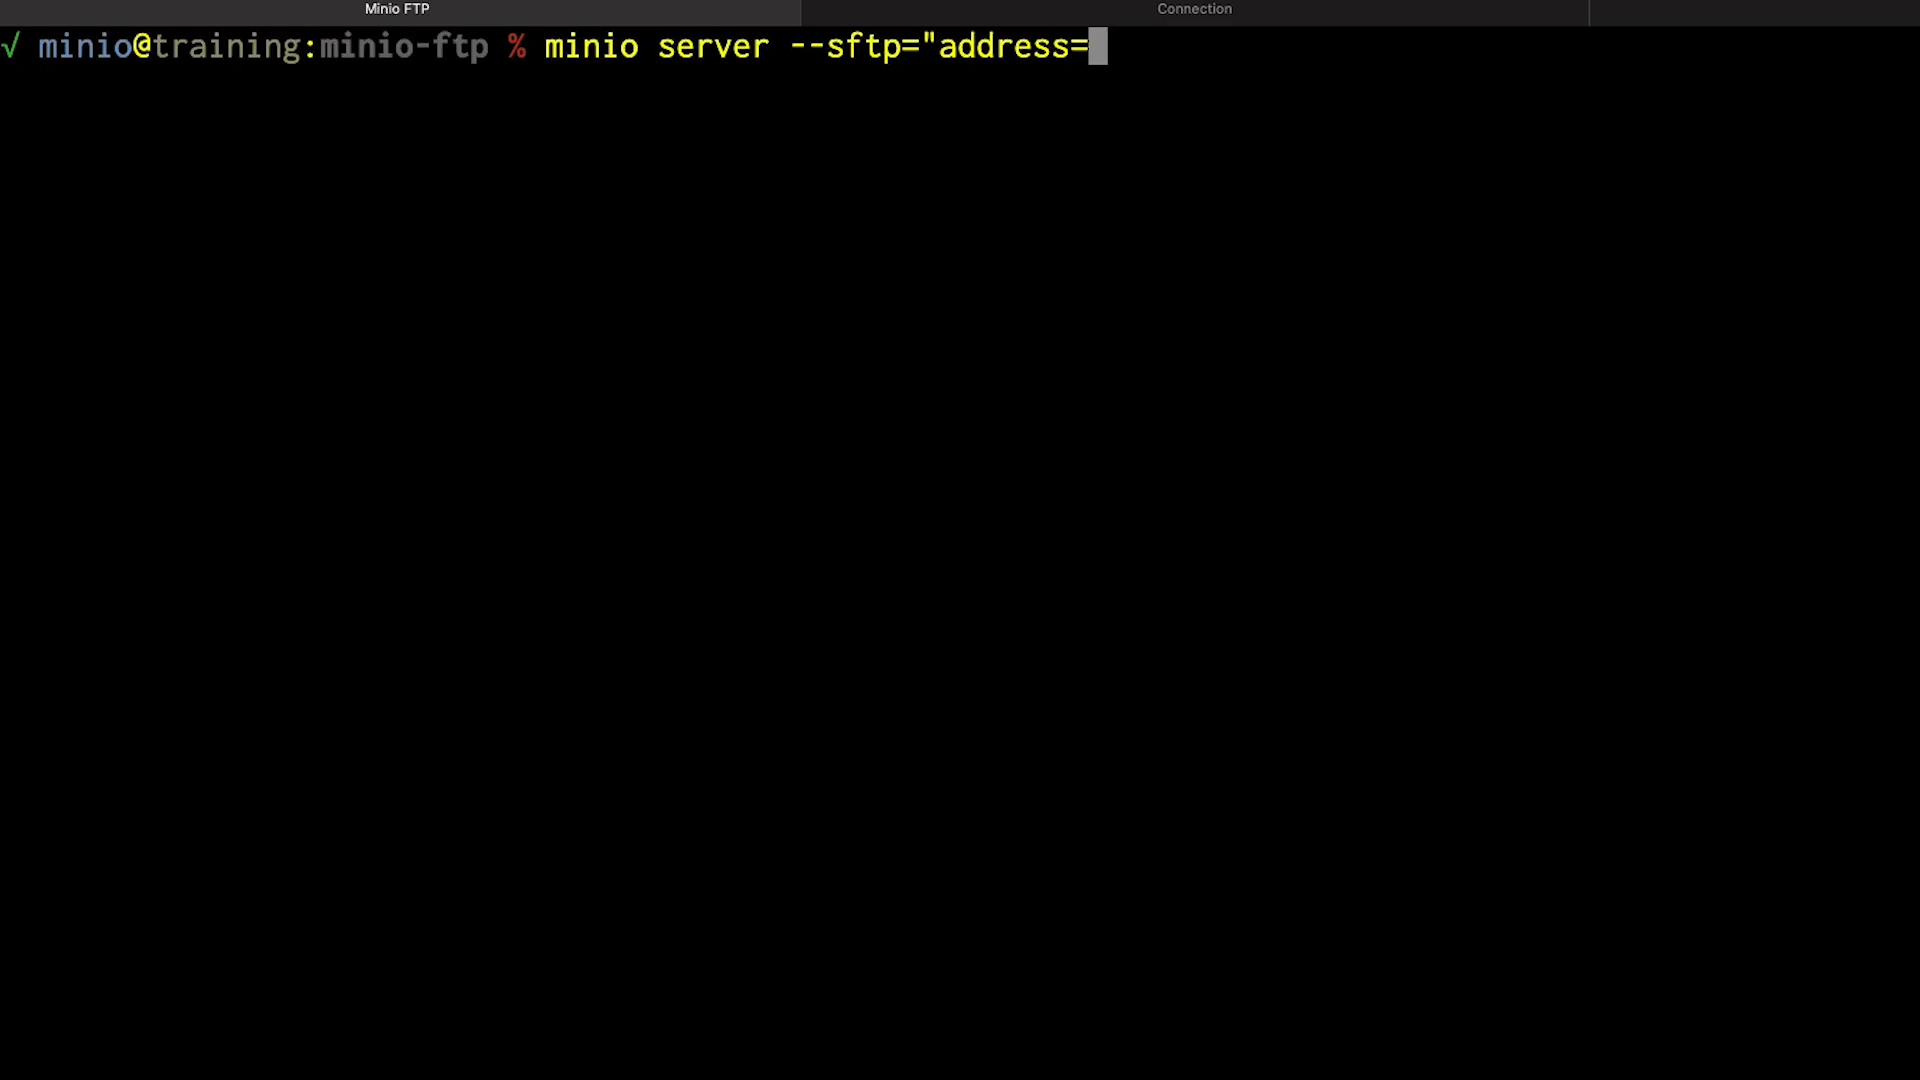 Minio FTP
Connection
√ minio@training:minio-ftp % minio server --sftp="address=